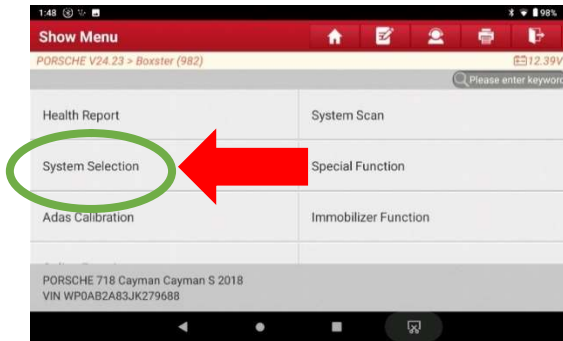 1:48
98%
Show Menu
PORSCHE V24.23 > Boxster (982)
12.39V
Please enter keyword
Health Report
System Scan
System Selection
Special Function
Adas Calibration
Immobilizer Function
PORSCHE 718 Cayman Cayman S 2018
VIN WP0AB2A83JK279688